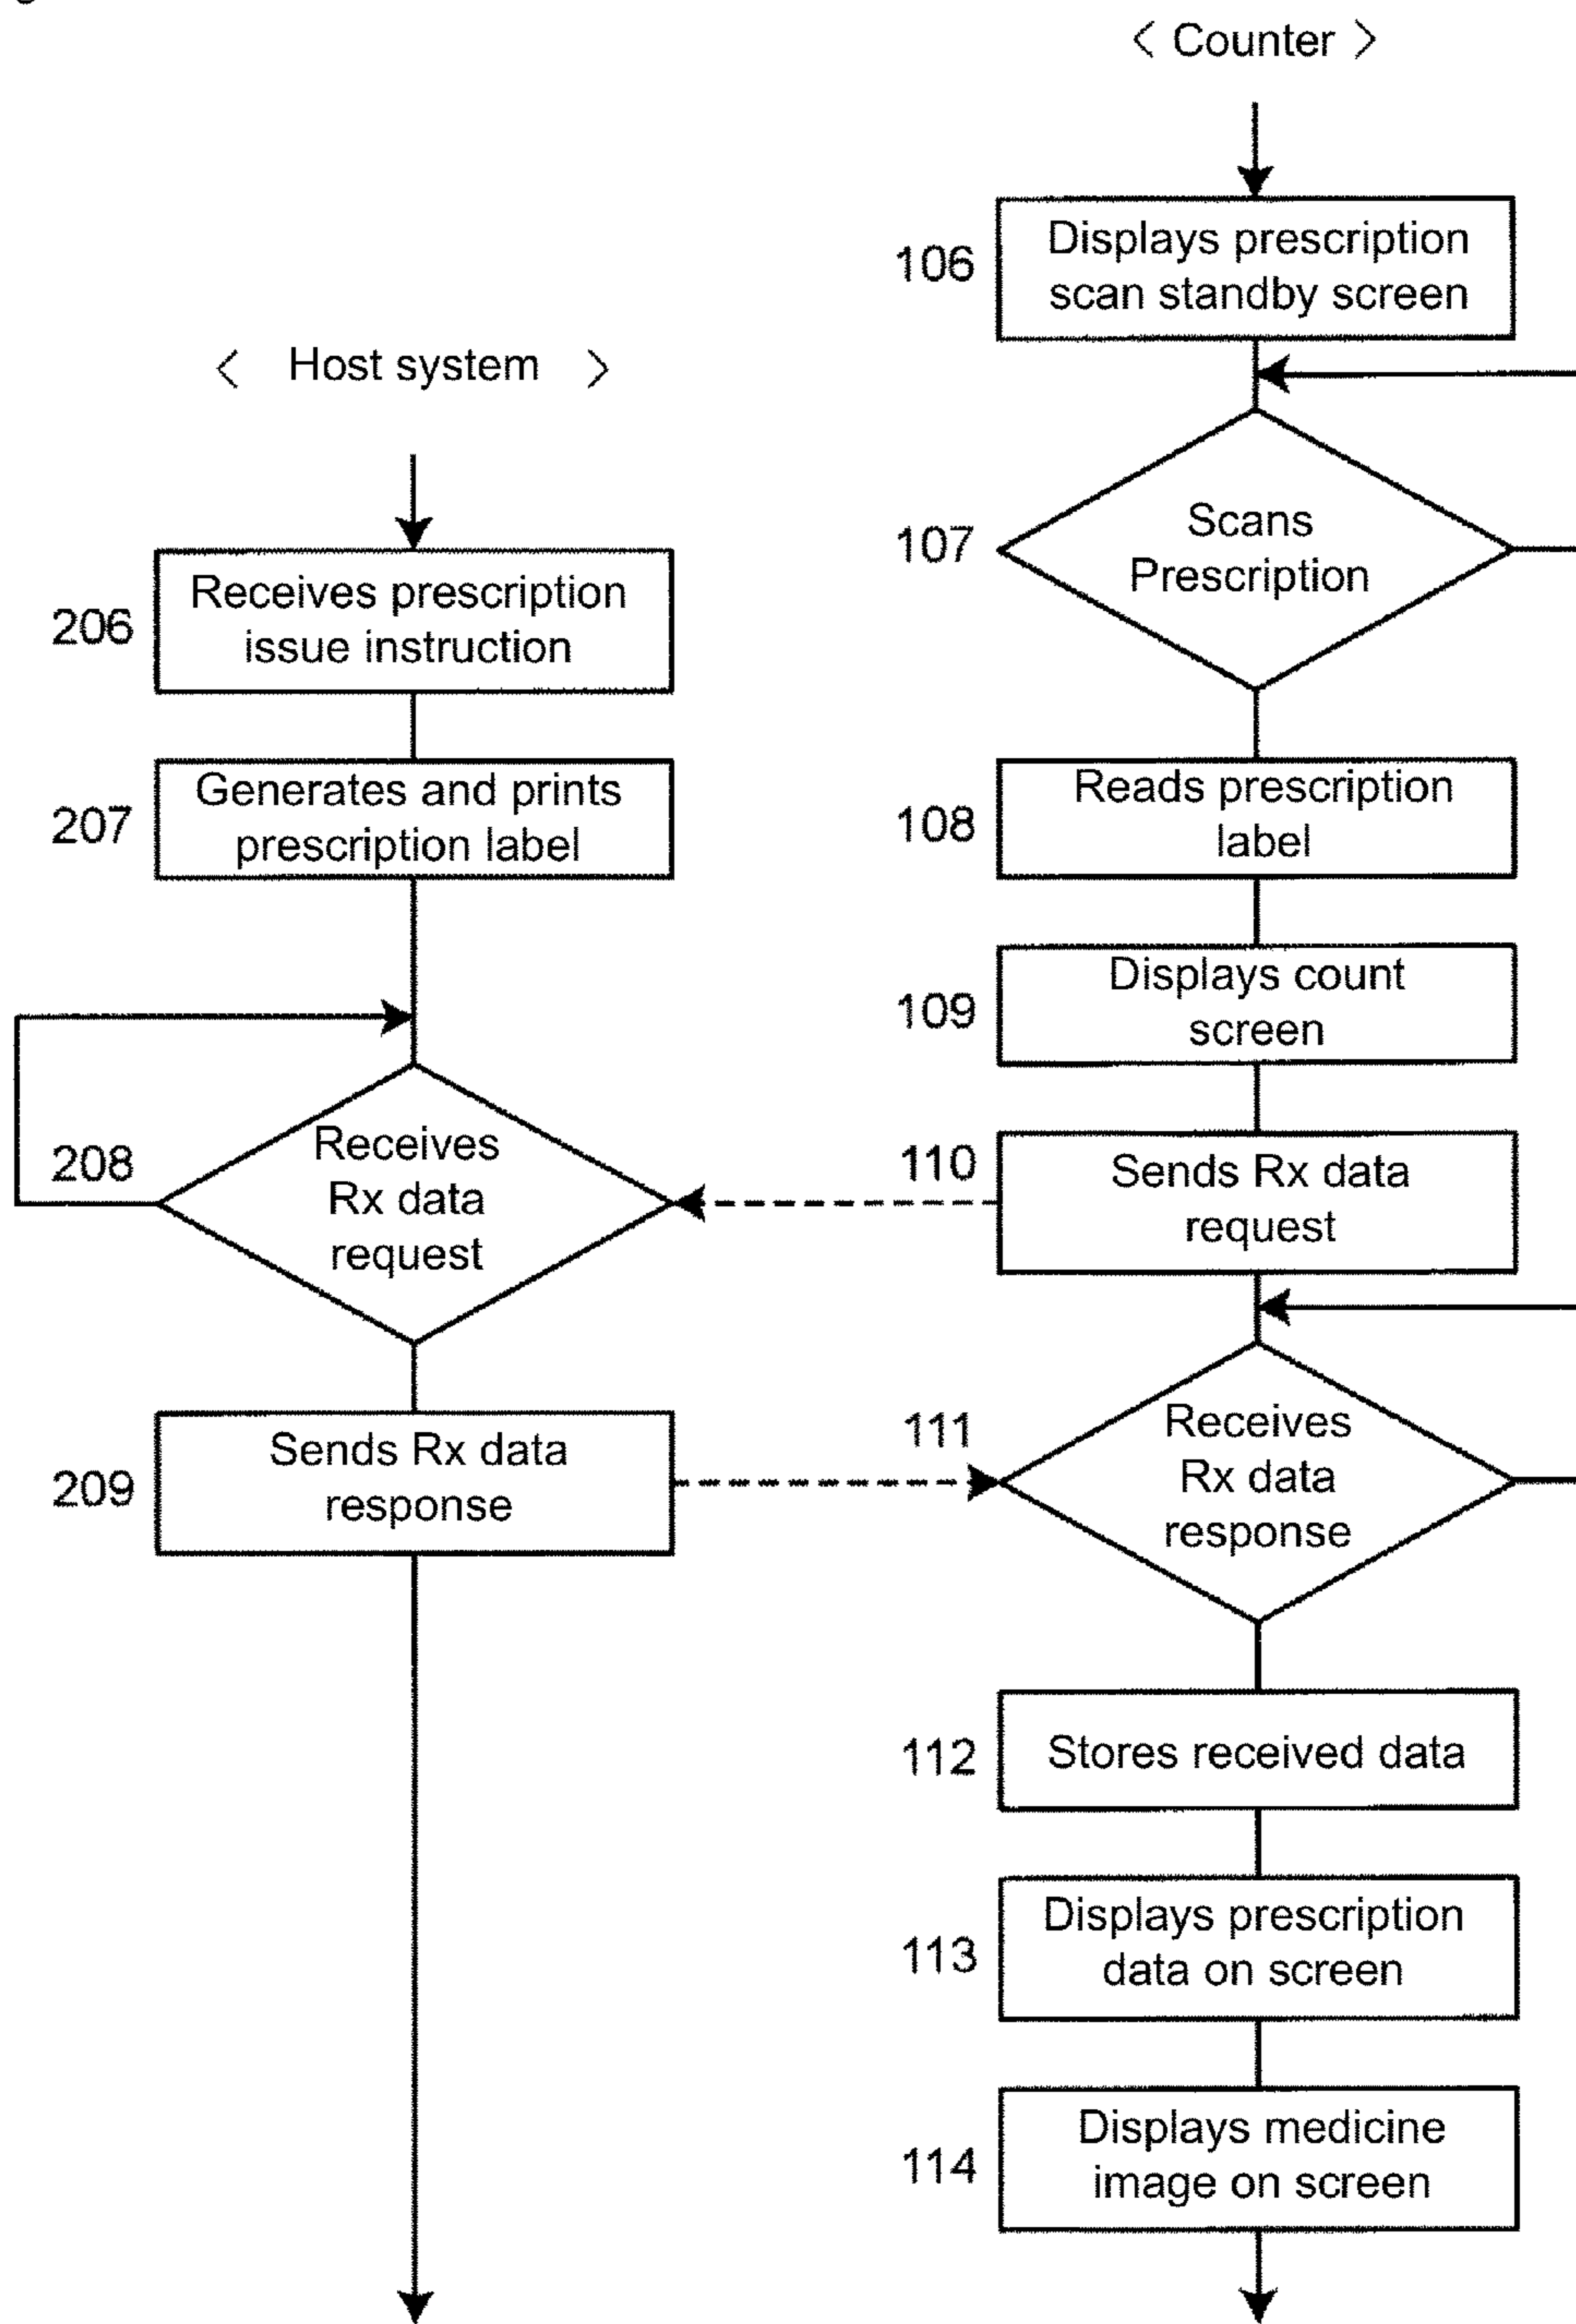 < Counter >
106
Displays prescription
scan standby screen
< Host system >
107
Scans
Prescription
206
Receives prescription
issue instruction
207
Generates and prints
prescription label
108
Reads prescription
label
109
Displays count
screen
208
Receives
Rx data
request
110
Sends Rx data
request
209
Sends Rx data
response
111
Receives
Rx data
response
112
Stores received data
113
Displays prescription
data on screen
114
Displays medicine
image on screen